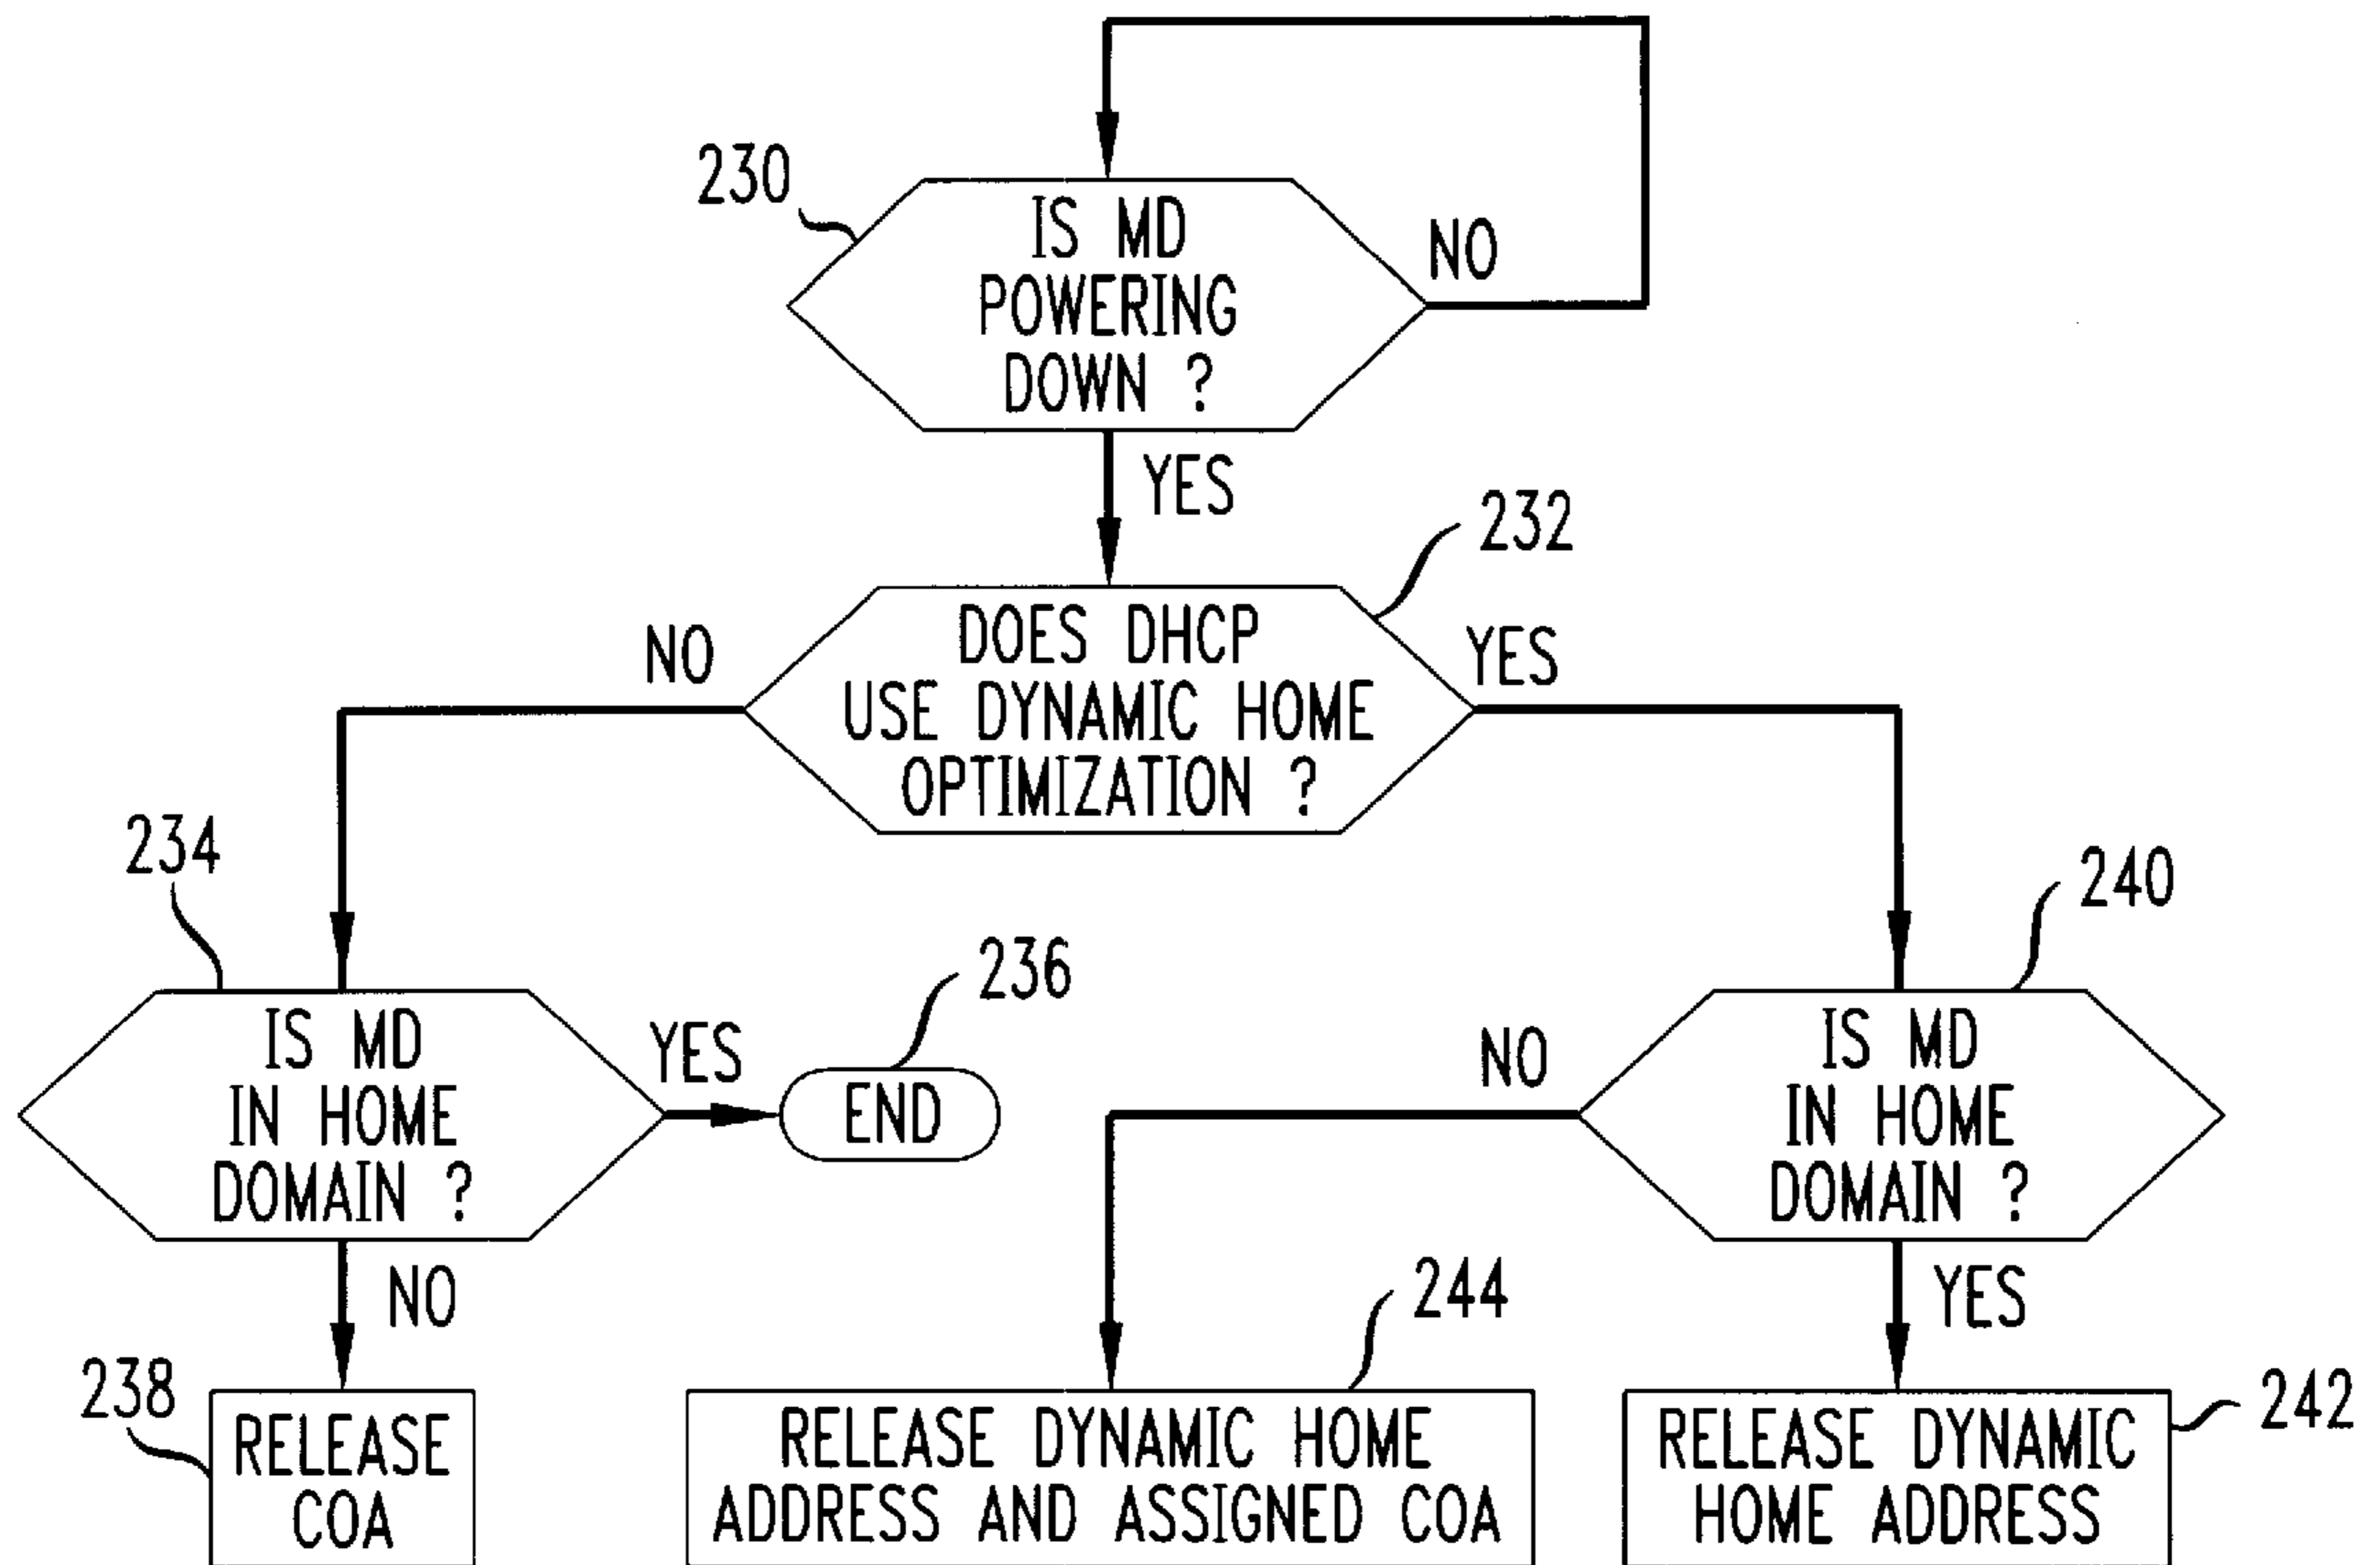 230
IS MD
POWERING
DOWN ?
NO
YES
232
DOES DHCP
USE DYNAMIC HOME
OPTIMIZATION ?
NO
YES
234
IS MD
IN HOME
DOMAIN ?
YES
236
END
NO
238
RELEASE
COA
240
IS MD
IN HOME
DOMAIN ?
NO
244
RELEASE DYNAMIC HOME
ADDRESS AND ASSIGNED COA
YES
242
RELEASE DYNAMIC
HOME ADDRESS